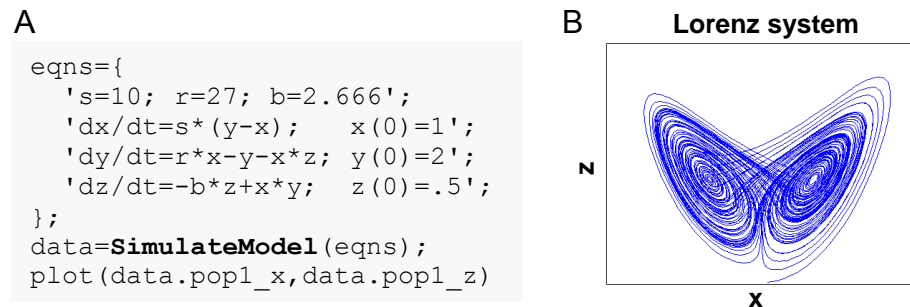 A
eqns={
's=10; r=27; b=2.666';
'dx/dt=s*(y-x); x(0)=1';
'dy/dt=r*x-y-x*z; y(0)=2';
'dz/dt=-b*z+x*y; z(0)=.5';
};
data=SimulateModel(eqns);
plot(data.pop1_x,data.pop1_z)
B
Lorenz system
z
x